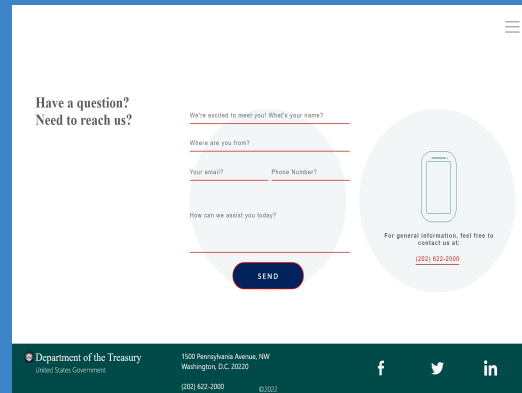 Have a question?
Need to reach us?
We're excited to meet you! What's your name?
Where are you from?
Your email?
Phone Number?
How can we assist you today?
SEND
For general information, feel free to
contact us at:
(202) 622-2000
Department of the Treasury
United States Government
1500 Pennsylvania Avenue, NW
Washington, D.C. 20220
(202) 622-2000
©2022